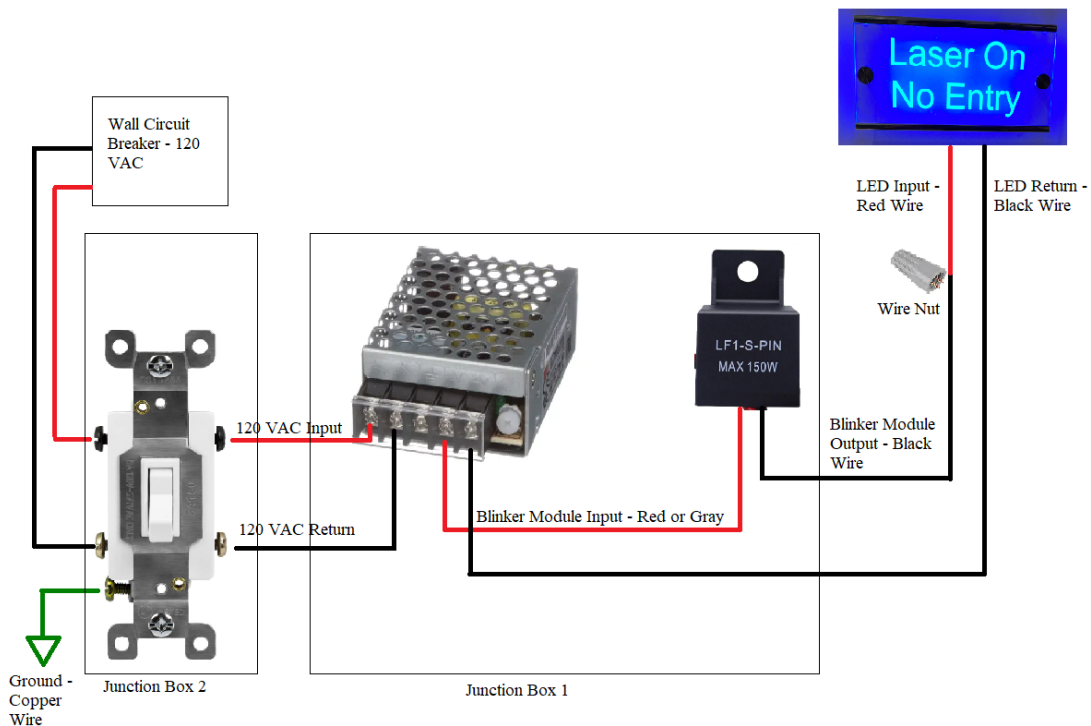 Laser On
No Entry
Wall Circuit
Breaker - 120
VAC
LED Input -
Red Wire
LED Return -
Black Wire
Wire Nut
LF1-S-PIN
MAX 150W
120 VAC Input
Blinker Module
Output - Black
Wire
Blinker Module Input - Red or Gray
120 VAC Return
Ground -
Copper
Wire
Junction Box 2
Junction Box 1